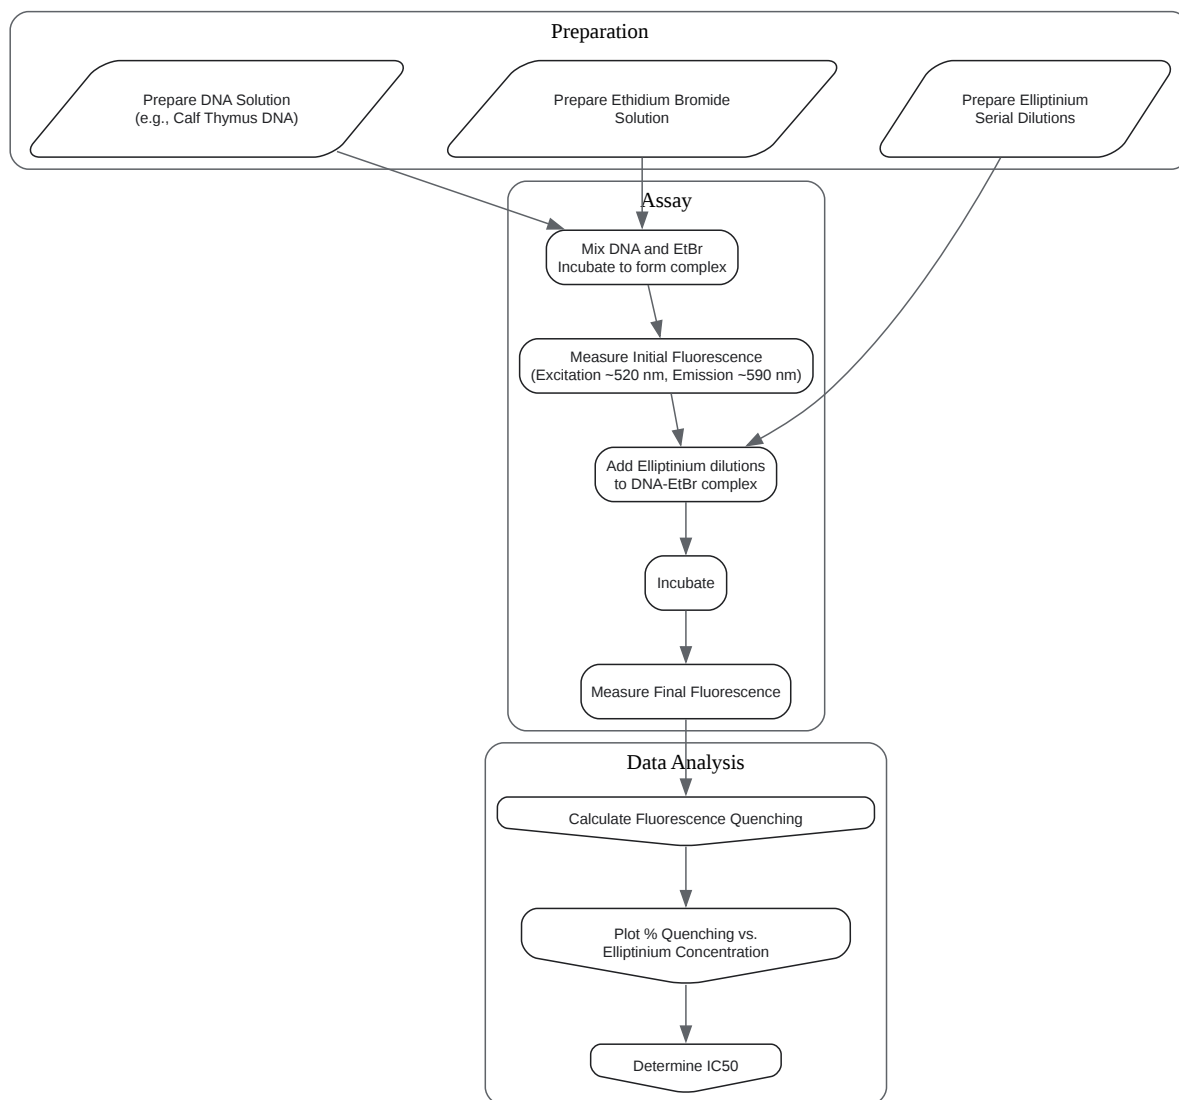 Preparation
Prepare DNA Solution
(e.g., Calf Thymus DNA)
Prepare Ethidium Bromide
Solution
Prepare Elliptinium
Serial Dilutions
Assay
Mix DNA and EtBr
Incubate to form complex
Measure Initial Fluorescence
(Excitation ~520 nm, Emission ~590 nm)
Add Elliptinium dilutions
to DNA-EtBr complex
Incubate
Measure Final Fluorescence
Data Analysis
Calculate Fluorescence Quenching
Plot % Quenching vs.
Elliptinium Concentration
Determine IC50